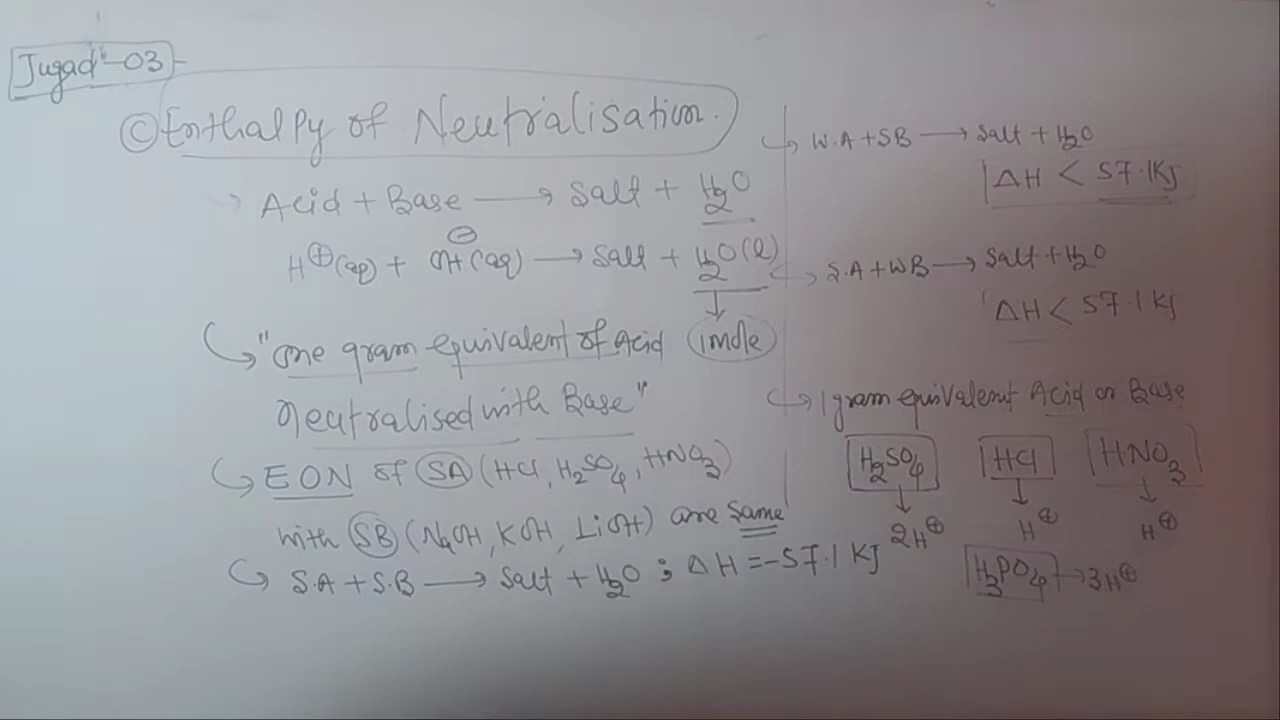 Jugad-03
© Enthalpy of Neutralisation.
Acid + Base ⟶ Salt + H₂O
H⊕(aq) + OH⊖(aq) ⟶ Salt + H₂O(l)
↓
"One gram equivalent of Acid 1mole
neutralised with Base"
EON of SA (HCl, H₂SO₄, HNO₃)
with SB (NaOH, KOH, LiOH) are same
S.A + S.B ⟶ Salt + H₂O ; ΔH = -57.1 KJ
W.A + SB ⟶ Salt + H₂O
ΔH < 57.1KJ
S.A + WB ⟶ Salt + H₂O
ΔH < 57.1 KJ
1 gram equivalent Acid or Base
H₂SO₄ HCl HNO₃
↓ ↓ ↓
2H⊕ H⊕ H⊕
H₃PO₄ → 3H⊕